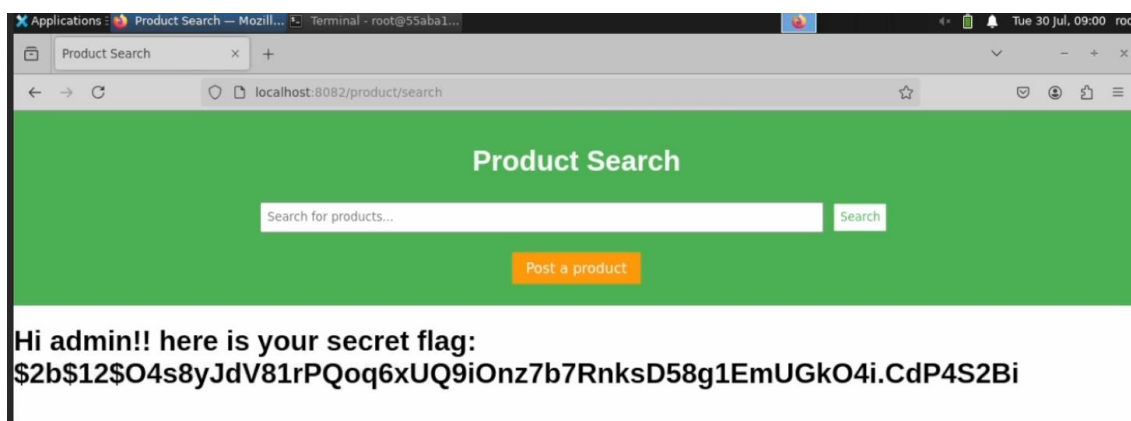 Applications : Product Search — Mozill... Terminal - root@55aba1... Tue 30 Jul, 09:00 roo
Product Search
localhost:8082/product/search
Product Search
Search for products... Search
Post a product
Hi admin!! here is your secret flag:
$2b$12$O4s8yJdV81rPQoq6xUQ9iOnz7b7RnksD58g1EmUGkO4i.CdP4S2Bi